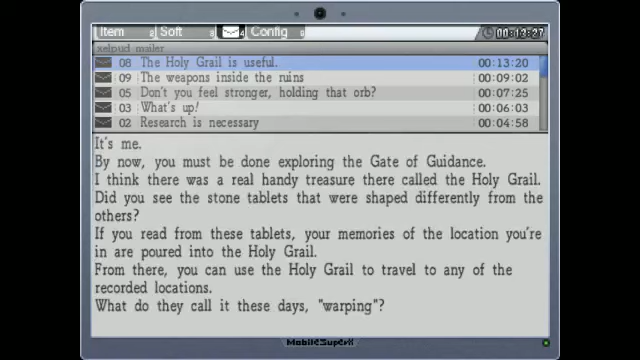 Item 2 Soft 3 4 Config 5 00:13:27
xelpud mailer
08 The Holy Grail is useful. 00:13:20
09 The weapons inside the ruins 00:09:02
05 Don't you feel stronger, holding that orb? 00:07:25
03 What's up! 00:06:03
02 Research is necessary 00:04:58
It's me.
By now, you must be done exploring the Gate of Guidance.
I think there was a real handy treasure there called the Holy Grail.
Did you see the stone tablets that were shaped differently from the
others?
If you read from these tablets, your memories of the location you're
in are poured into the Holy Grail.
From there, you can use the Holy Grail to travel to any of the
recorded locations.
What do they call it these days, "warping"?
MobileSuperX